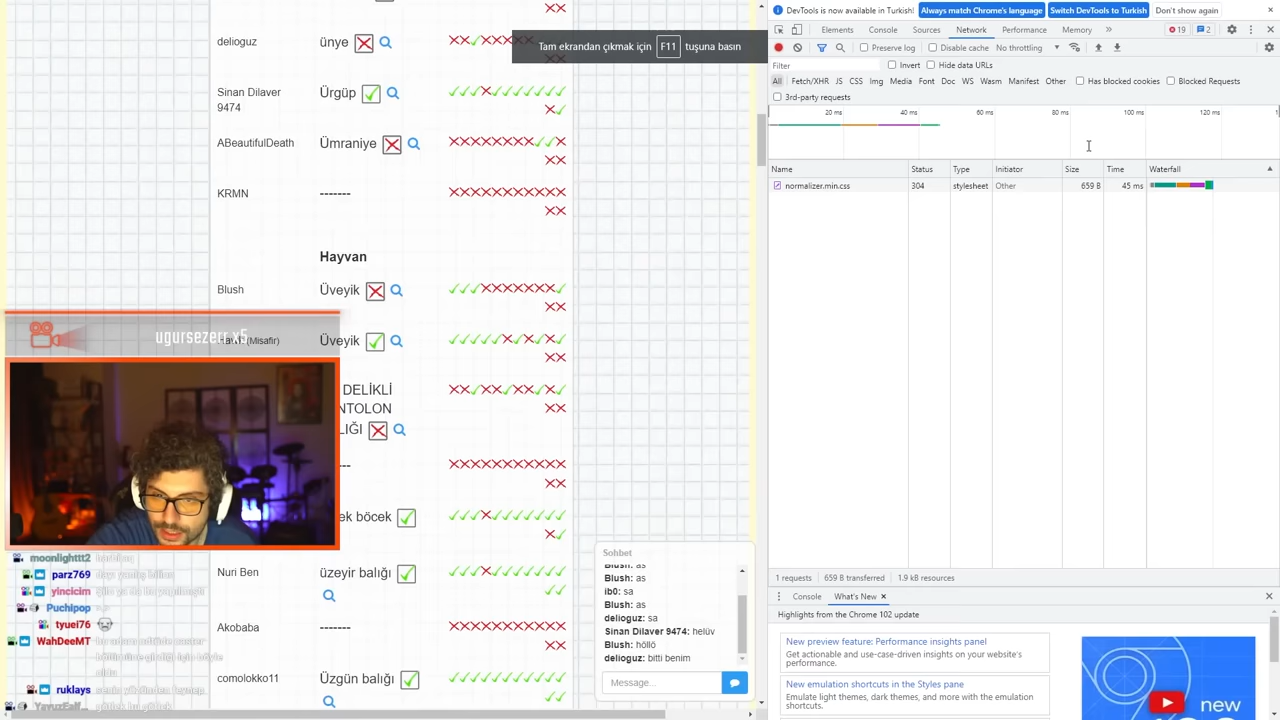 delioguz
ünye
Tam ekrandan çıkmak için F11 tuşuna basın
Sinan Dilaver
9474
Ürgüp
ABeautifulDeath
Ümraniye
KRMN
-------
Hayvan
Blush
Üveyik
ugursezerr x5
(Misafir)
Üveyik
DELİKLİ
NTOLON
LIĞI
ek böcek
Nuri Ben
üzeyir balığı
Akobaba
-------
comolokko11
Üzgün balığı
moonlighttt2
parz769
yincicim
Puchipop
tyuei76
WahDeeMT
ruklays
Sohbet
Blush: as
Blush: as
ib0: sa
Blush: as
delioguz: sa
Sinan Dilaver 9474: helüv
Blush: höllö
delioguz: bitti benim
Message...
DevTools is now available in Turkish!
Always match Chrome's language
Switch DevTools to Turkish
Don't show again
Elements
Console
Sources
Network
Performance
Memory
»
19
2
Preserve log
Disable cache
No throttling
Filter
Invert
Hide data URLs
All
Fetch/XHR
JS
CSS
Img
Media
Font
Doc
WS
Wasm
Manifest
Other
Has blocked cookies
Blocked Requests
3rd-party requests
20 ms
40 ms
60 ms
80 ms
100 ms
120 ms
Name
Status
Type
Initiator
Size
Time
Waterfall
normalizer.min.css
304
stylesheet
Other
659 B
45 ms
1 requests
659 B transferred
1.9 kB resources
Console
What's New
Highlights from the Chrome 102 update
New preview feature: Performance insights panel
Get actionable and use-case-driven insights on your website's
performance.
New emulation shortcuts in the Styles pane
Emulate light themes, dark themes, and more with the emulation
shortcuts.
new